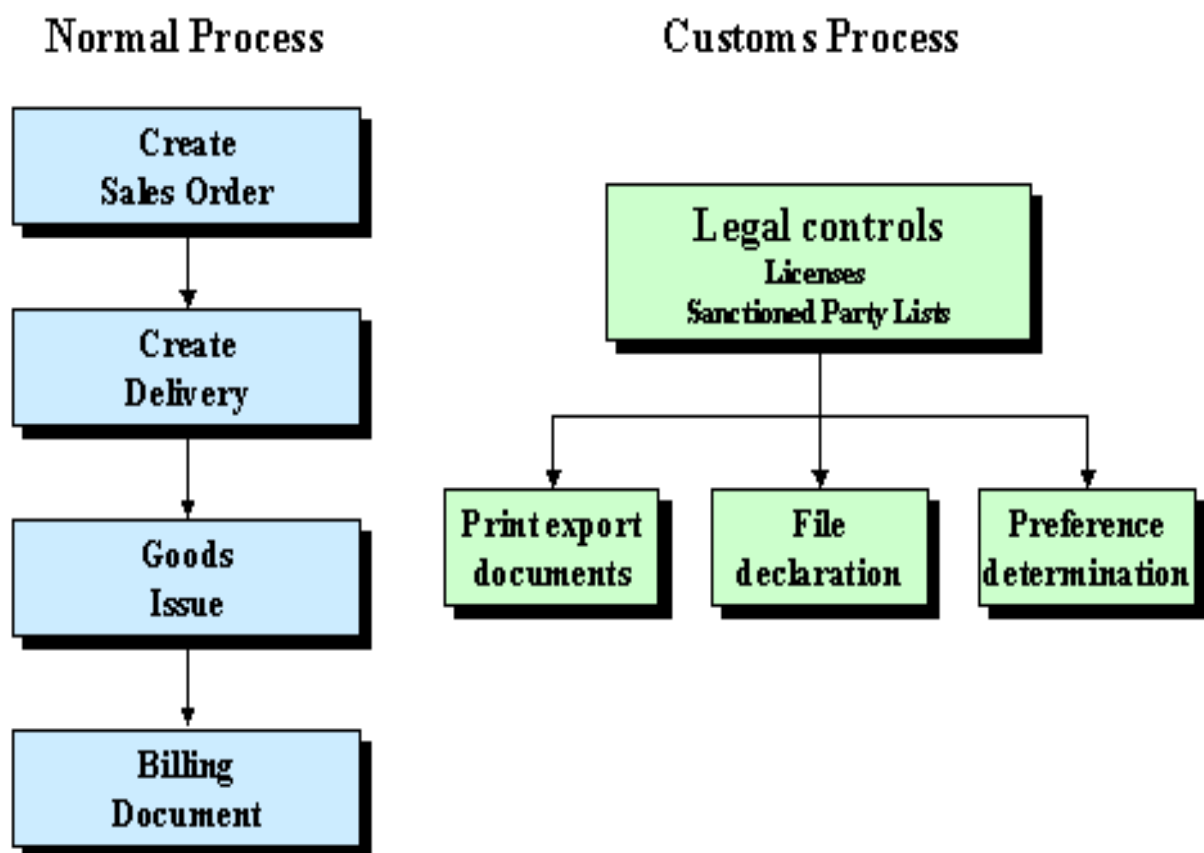 Normal Process
Customs Process
Create
Sales Order
Create
Delivery
Goods
Issue
Billing
Document
Legal controls
Licenses
Sanctioned Party Lists
Print export
documents
File
declaration
Preference
determination